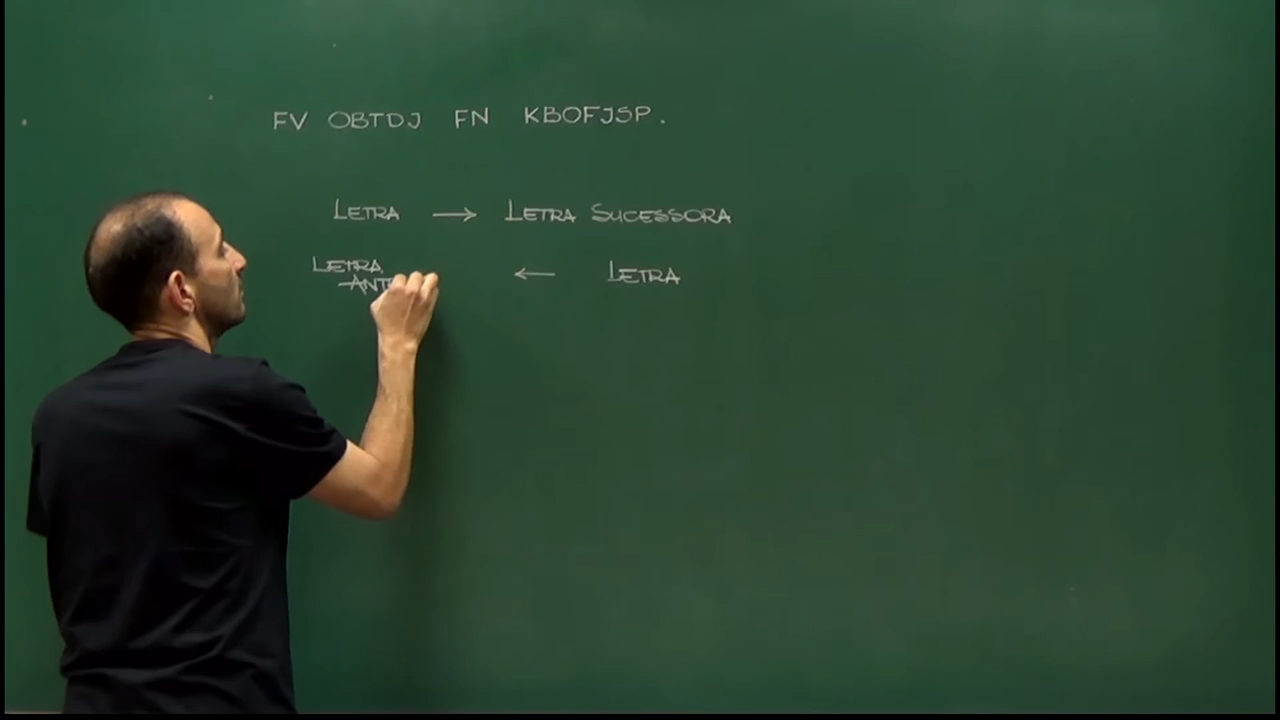 FV OBTDJ FN KBOFJSP.
LETRA → LETRA SUCESSORA
LETRA ← LETRA